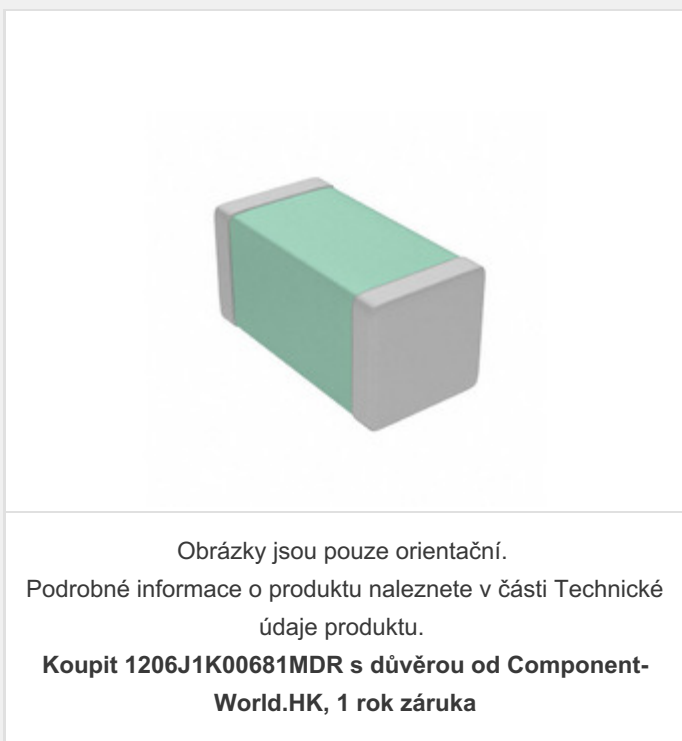 Obrázky jsou pouze orientační.
Podrobné informace o produktu naleznete v části Technické
údaje produktu.
Koupit 1206J1K00681MDR s důvěrou od Component-
World.HK, 1 rok záruka